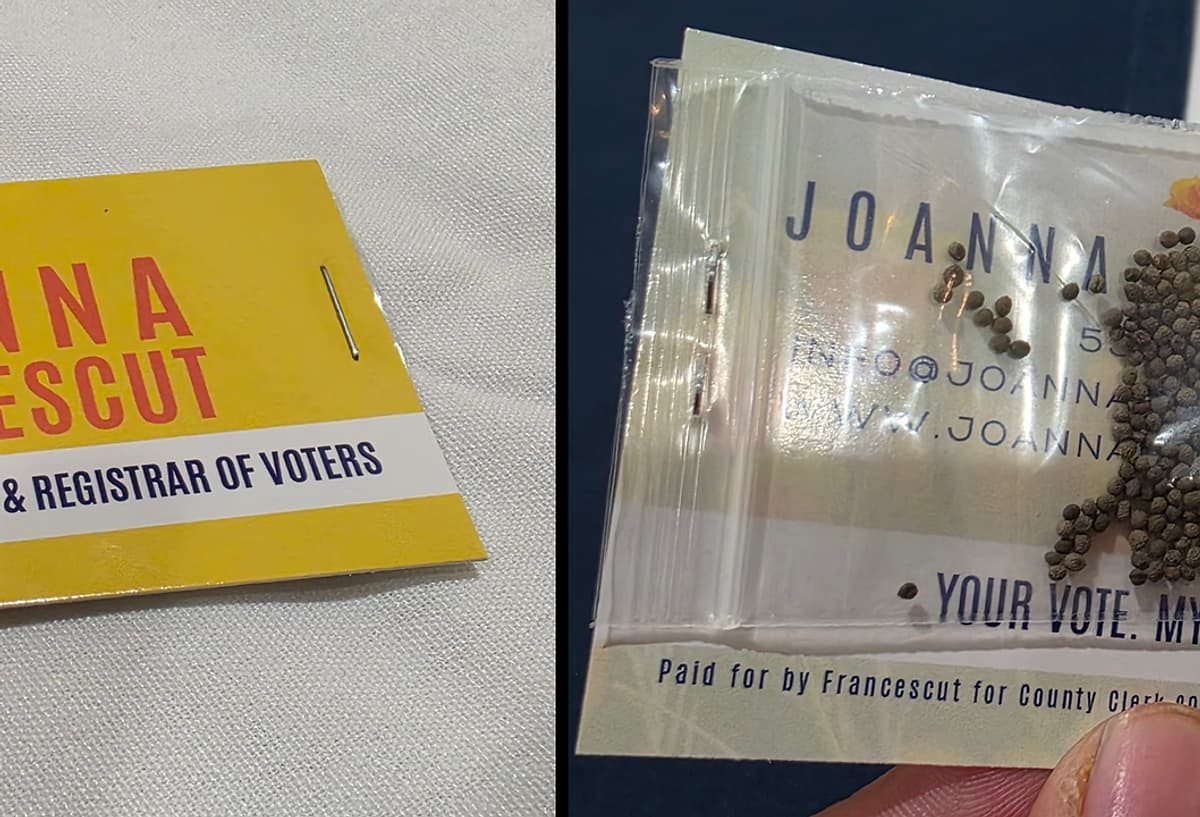 NNA
ESCUT
& REGISTRAR OF VOTERS
JOANNA
INFO@JOANNA
WWW.JOANNA
YOUR VOTE. MY
Paid for by Francescut for County Clerk